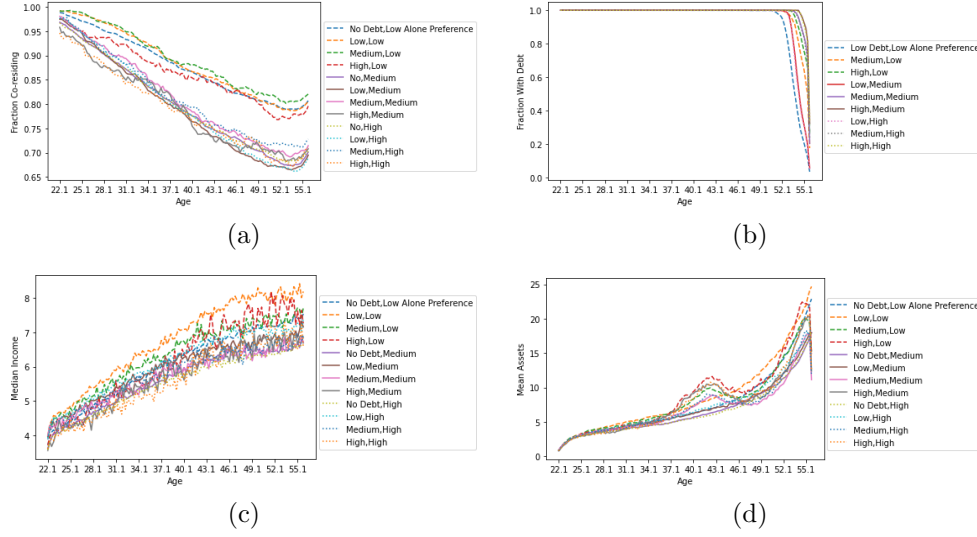 Fraction Co-residing
1.00
0.95
0.90
0.85
0.80
0.75
0.70
0.65
22.1 25.1 28.1 31.1 34.1 37.1 40.1 43.1 46.1 49.1 52.1 55.1
Age
No Debt,Low Alone Preference
Low,Low
Medium,Low
High,Low
No,Medium
Low,Medium
Medium,Medium
High,Medium
No,High
Low,High
Medium,High
High,High
(a)
Fraction With Debt
1.0
0.8
0.6
0.4
0.2
0.0
22.1 25.1 28.1 31.1 34.1 37.1 40.1 43.1 46.1 49.1 52.1 55.1
Age
Low Debt,Low Alone Preference
Medium,Low
High,Low
Low,Medium
Medium,Medium
High,Medium
Low,High
Medium,High
High,High
(b)
Median Income
8
7
6
5
4
22.1 25.1 28.1 31.1 34.1 37.1 40.1 43.1 46.1 49.1 52.1 55.1
Age
No Debt,Low Alone Preference
Low,Low
Medium,Low
High,Low
No Debt,Medium
Low,Medium
Medium,Medium
High,Medium
No Debt,High
Low,High
Medium,High
High,High
(c)
Mean Assets
25
20
15
10
5
0
22.1 25.1 28.1 31.1 34.1 37.1 40.1 43.1 46.1 49.1 52.1 55.1
Age
No Debt,Low Alone Preference
Low,Low
Medium,Low
High,Low
No Debt,Medium
Low,Medium
Medium,Medium
High,Medium
No Debt,High
Low,High
Medium,High
High,High
(d)